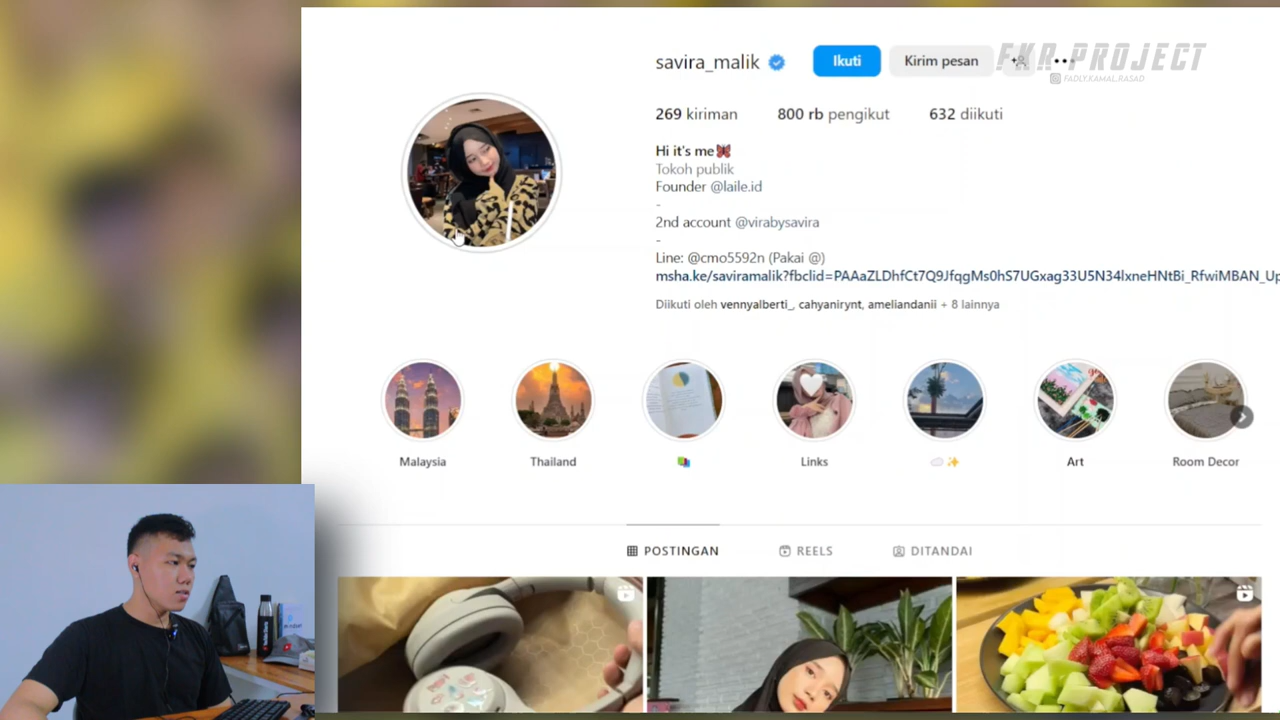 savira_malik
Ikuti
Kirim pesan
FKR PROJECT
FADLY.KAMAL.RASAD
269 kiriman
800 rb pengikut
632 diikuti
Hi it's me🦋
Tokoh publik
Founder @laile.id
-
2nd account @virabysavira
-
Line: @cmo5592n (Pakai @)
msha.ke/saviramalik?fbclid=PAAaZLDhfCt7Q9JfqgMs0hS7UGxag33U5N34lxneHNtBi_RfwiMBAN_Up
Diikuti oleh vennyalberti_, cahyanirynt, ameliandanii + 8 lainnya
Malaysia
Thailand
Links
☁️✨
Art
Room Decor
POSTINGAN
REELS
DITANDAI